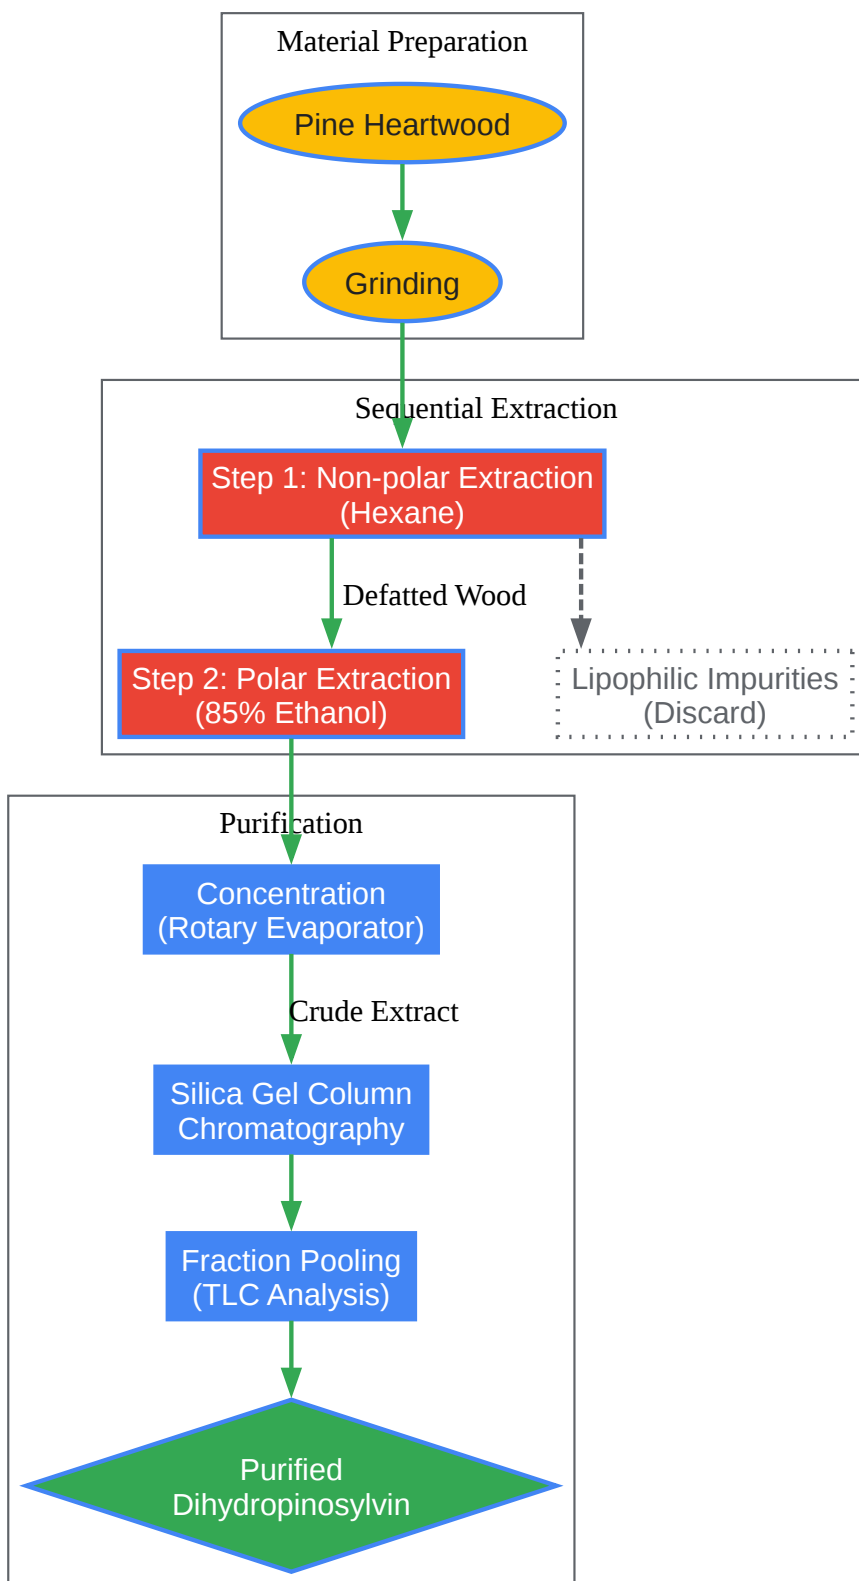 Material Preparation
Pine Heartwood
Grinding
Sequential Extraction
Step 1: Non-polar Extraction
(Hexane)
Defatted Wood
Step 2: Polar Extraction
(85% Ethanol)
Lipophilic Impurities
(Discard)
Purification
Concentration
(Rotary Evaporator)
Crude Extract
Silica Gel Column
Chromatography
Fraction Pooling
(TLC Analysis)
Purified
Dihydropinosylvin